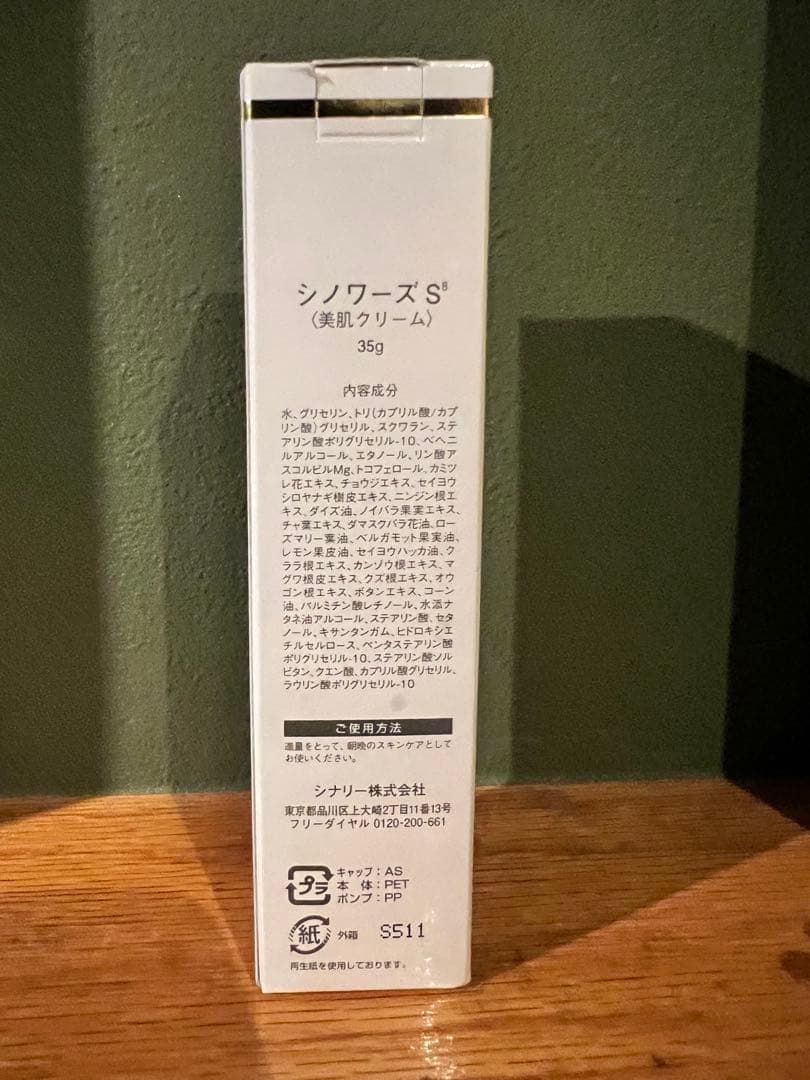 シノワーズ S⁸
〈美肌クリーム〉
35g
内容成分
水、グリセリン、トリ(カプリル酸/カプ
リン酸)グリセリル、スクワラン、ステ
アリン酸ポリグリセリル-10、ベヘニ
ルアルコール、エタノール、リン酸ア
スコルビルMg、トコフェロール、カミツ
レ花エキス、チョウジエキス、セイヨウ
シロヤナギ樹皮エキス、ニンジン根エ
キス、ダイズ油、ノイバラ果実エキス、
チャ葉エキス、ダマスクバラ花油、ロー
ズマリー葉油、ベルガモット果実油、
レモン果皮油、セイヨウハッカ油、ク
ララ根エキス、カンゾウ根エキス、マ
グワ根皮エキス、クズ根エキス、オウ
ゴン根エキス、ボタンエキス、コーン
油、パルミチン酸レチノール、水添ナ
タネ油アルコール、ステアリン酸、セタ
ノール、キサンタンガム、ヒドロキシエ
チルセルロース、ペンタステアリン酸
ポリグリセリル-10、ステアリン酸ソル
ビタン、クエン酸、カプリル酸グリセリル、
ラウリン酸ポリグリセリル-10
ご使用方法
適量をとって、朝晩のスキンケアとして
お使いください。
シナリー株式会社
東京都品川区上大崎2丁目11番13号
フリーダイヤル 0120-200-661
プラ
キャップ：AS
本 体：PET
ポンプ：PP
紙 外箱 S511
再生紙を使用しております。